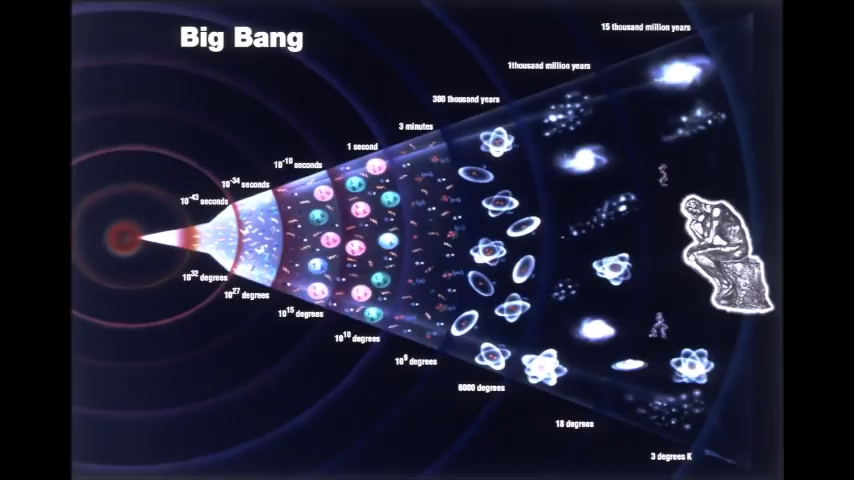 Big Bang
15 thousand million years
1thousand million years
300 thousand years
3 minutes
1 second
10-10 seconds
10-34 seconds
10-43 seconds
1032 degrees
1027 degrees
1015 degrees
1010 degrees
109 degrees
6000 degrees
18 degrees
3 degrees K